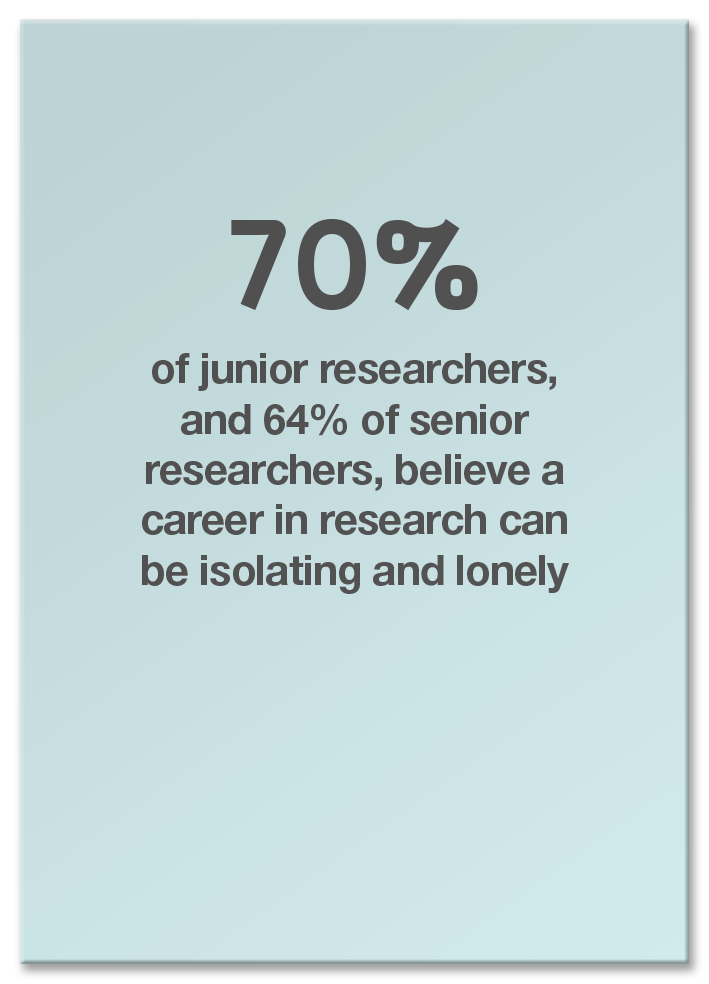 70%
of junior researchers,
and 64% of senior
researchers, believe a
career in research can
be isolating and lonely